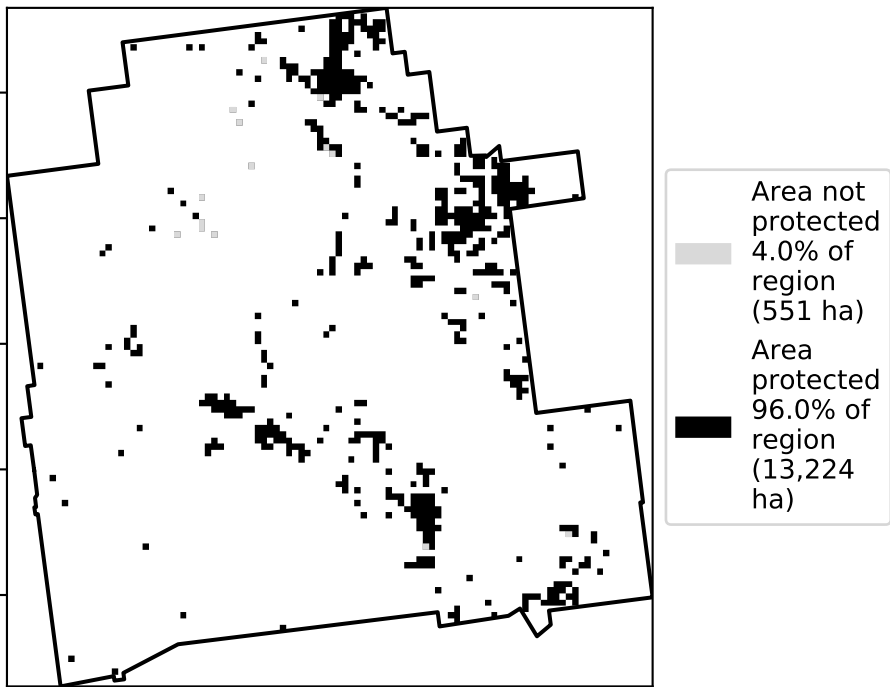 Area not
protected
4.0% of
region
(551 ha)
Area
protected
96.0% of
region
(13,224
ha)